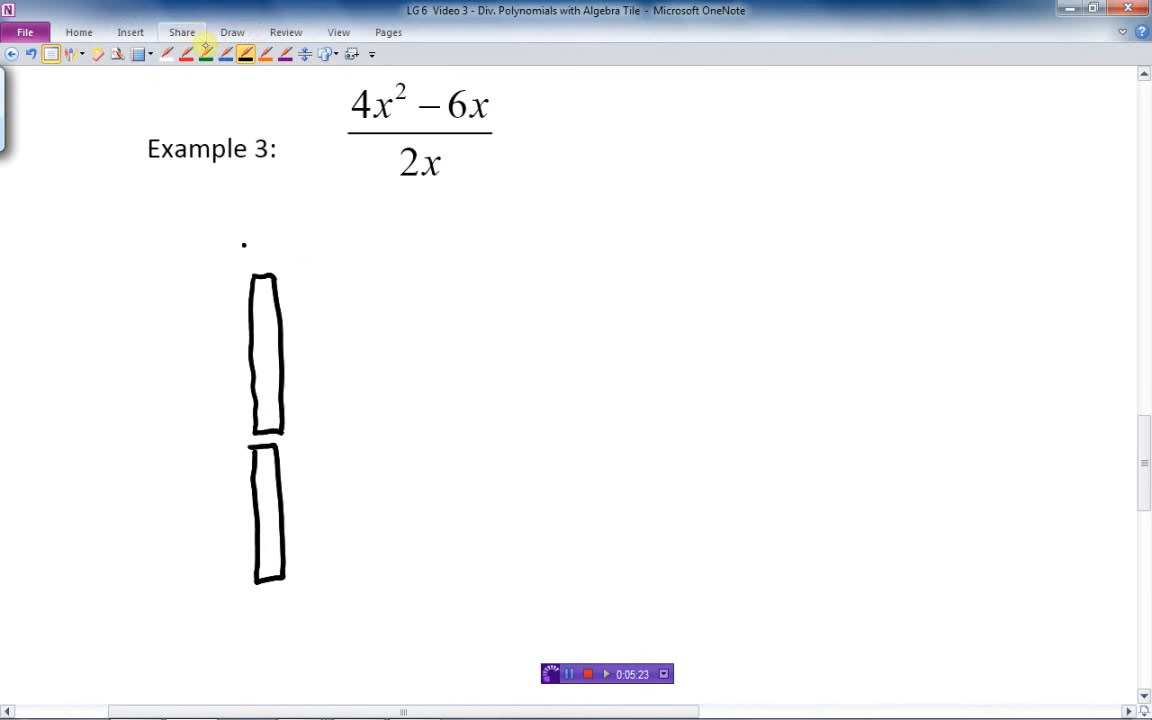 LG 6 Video 3 - Div. Polynomials with Algebra Tile - Microsoft OneNote
File Home Insert Share Draw Review View Pages
4x² – 6x
Example 3:
2x
0:05:23